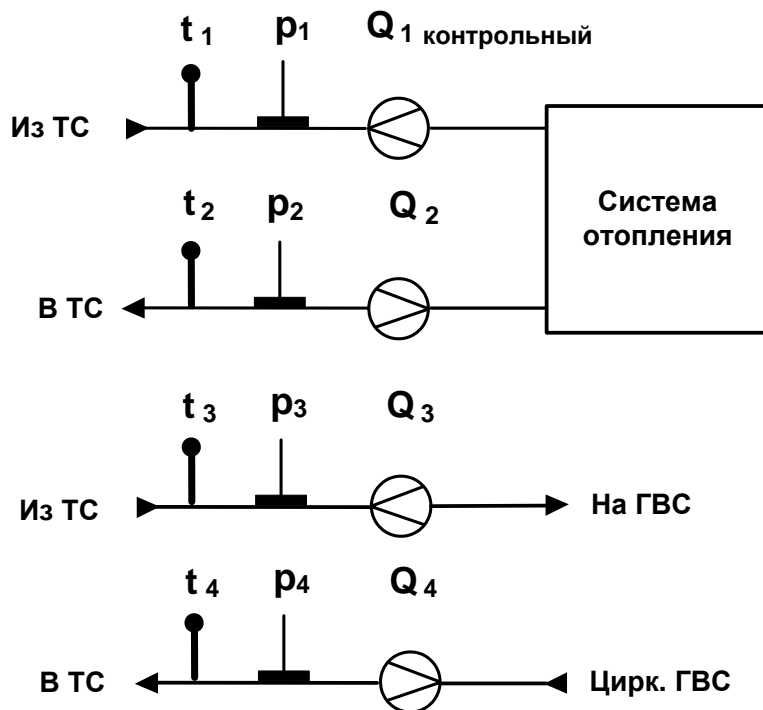 t 1 p1 Q 1 контрольный
Из ТС
t 2 p2 Q 2
Система
отопления
В ТС
t 3 p3 Q 3
Из ТС
На ГВС
t 4 p4 Q 4
В ТС
Цирк. ГВС